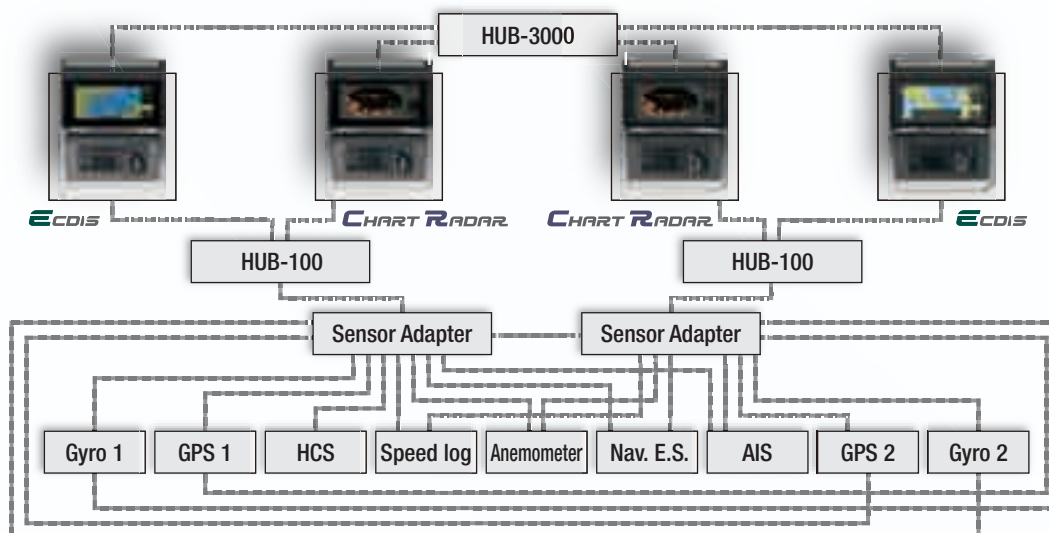 HUB-3000
ECDIS
CHART RADAR
CHART RADAR
ECDIS
HUB-100
HUB-100
Sensor Adapter
Sensor Adapter
Gyro 1
GPS 1
HCS
Speed log
Anemometer
Nav. E.S.
AIS
GPS 2
Gyro 2